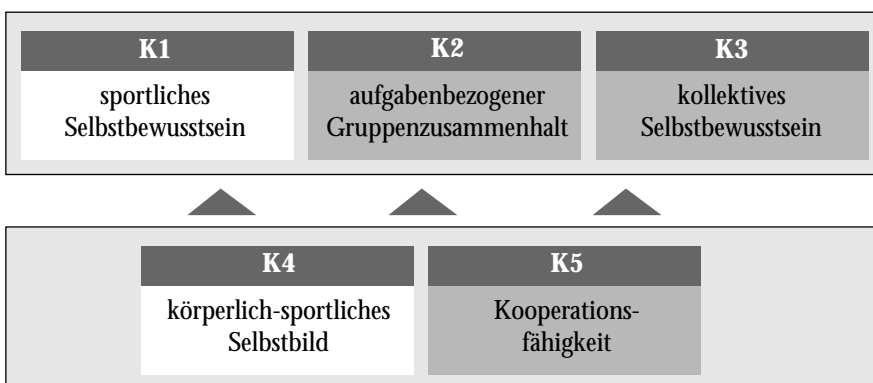 K1 K2 K3
sportliches aufgabenbezogener kollektives
Selbstbewusstsein Gruppenzusammenhalt Selbstbewusstsein
K4 K5
körperlich-sportliches Kooperations-
Selbstbild fähigkeit